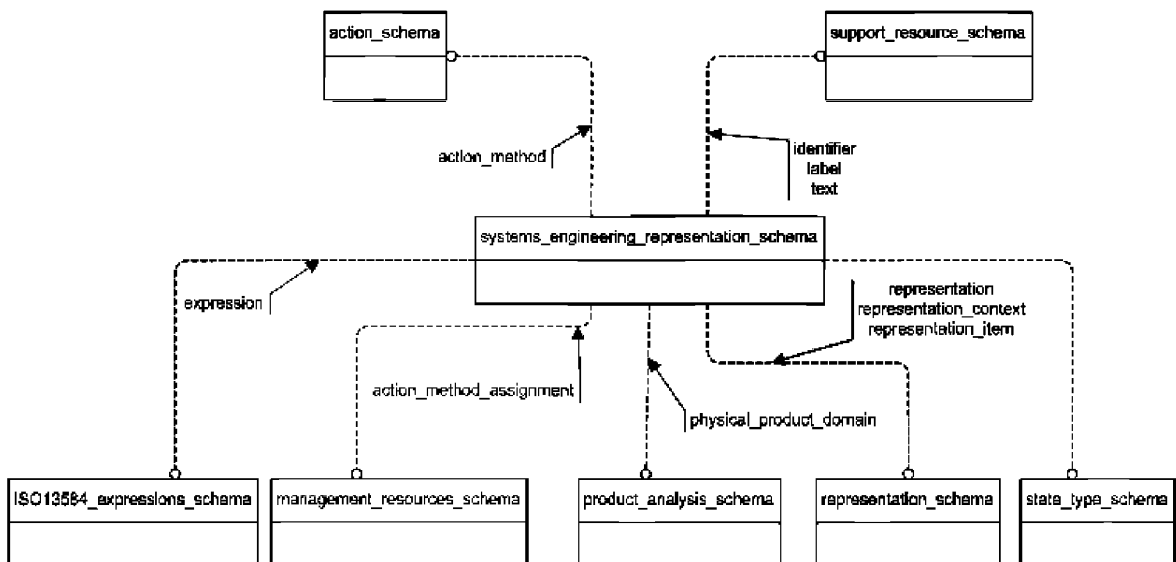 action_schema
support_resource_schema
action_method
identifier
label
text
systems_engineering_representation_schema
expression
representation
representation_context
representation_item
action_method_assignment
physical_product_domain
ISO13584_expressions_schema
management_resources_schema
product_analysis_schema
representation_schema
state_type_schema